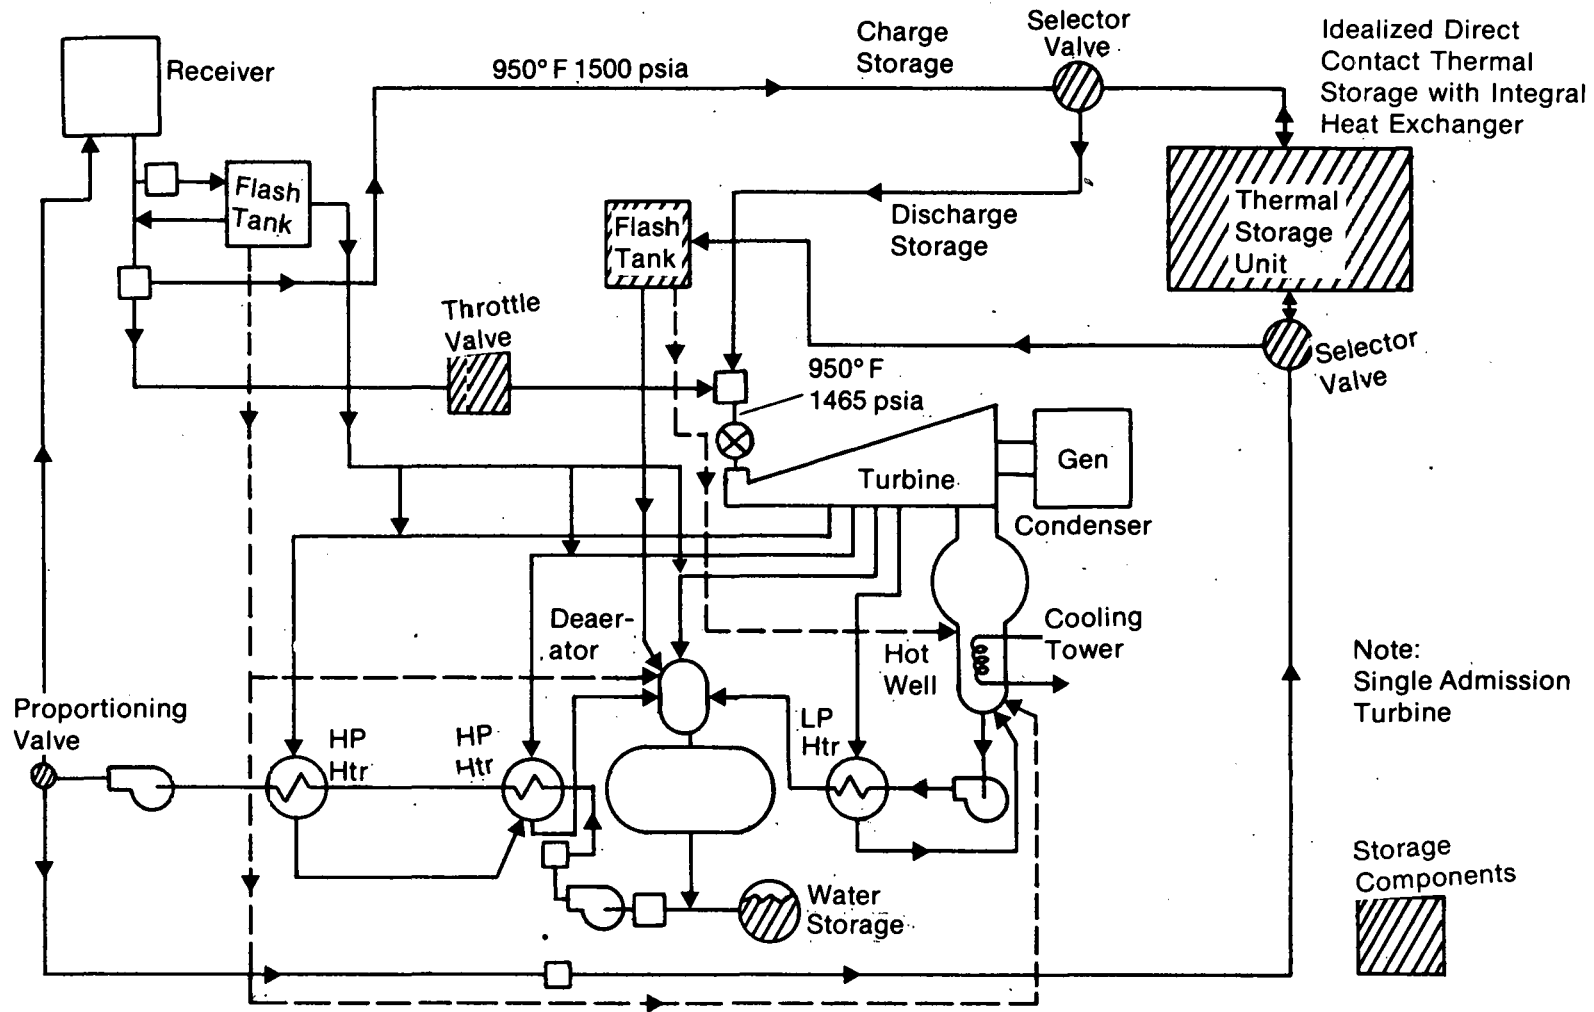 Receiver
950° F 1500 psia
Charge
Storage
Selector
Valve
Idealized Direct
Contact Thermal
Storage with Integral
Heat Exchanger
Flash
Tank
Flash
Tank
Discharge
Storage
Thermal
Storage
Unit
Throttle
Valve
Selector
Valve
950° F
1465 psia
Turbine
Gen
Condenser
Deaer-
ator
Hot
Well
Cooling
Tower
Note:
Single Admission
Turbine
Proportioning
Valve
HP
Htr
HP
Htr
LP
Htr
Water
Storage
Storage
Components